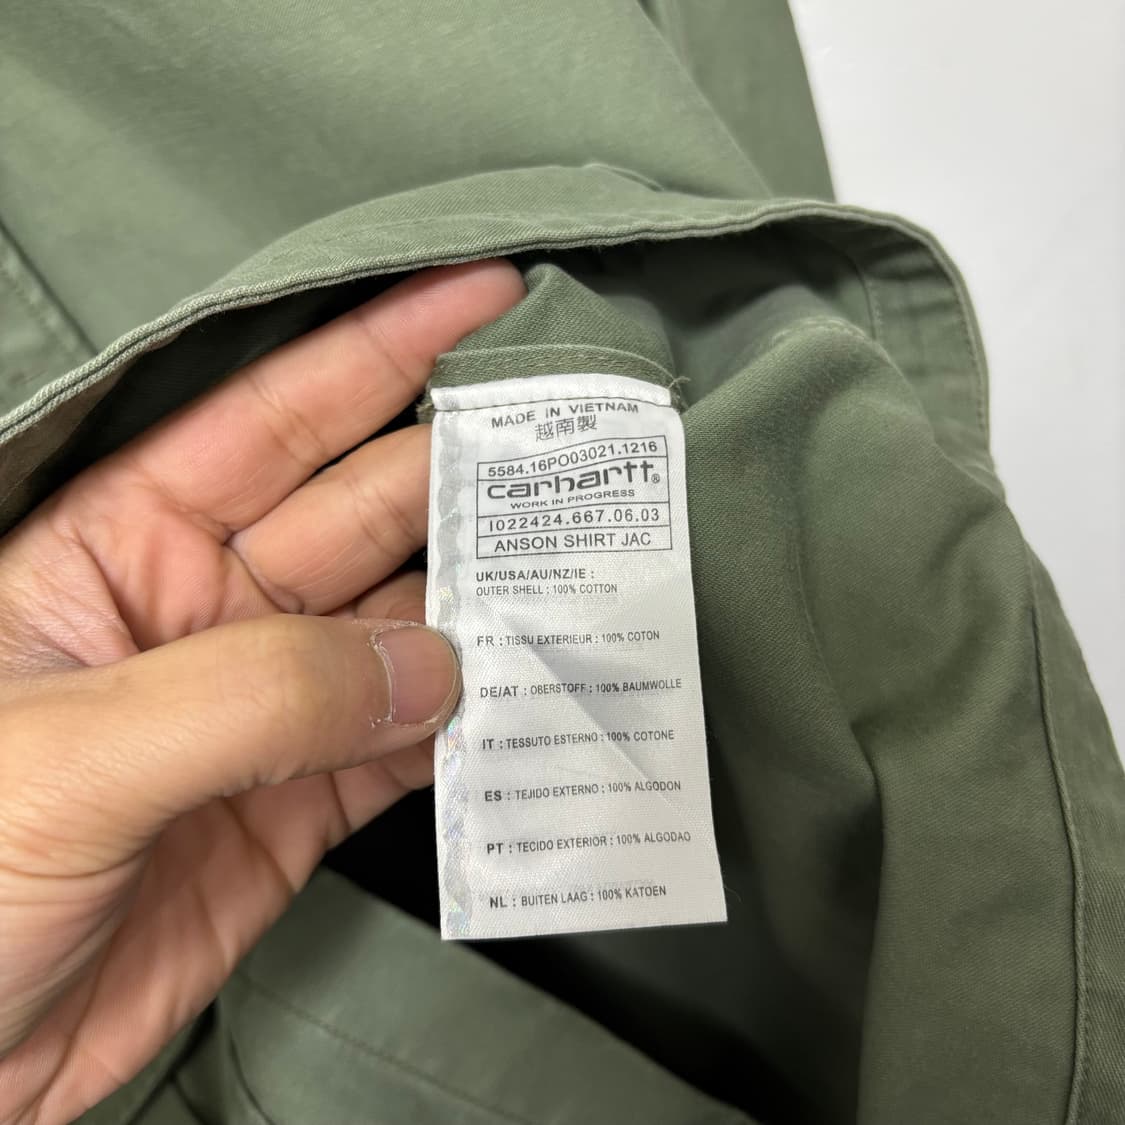 MADE IN VIETNAM
越南製
5584.16PO03021.1216
carhartt®
WORK IN PROGRESS
I022424.667.06.03
ANSON SHIRT JAC
UK/USA/AU/NZ/IE :
OUTER SHELL : 100% COTTON
FR : TISSU EXTERIEUR : 100% COTON
DE/AT : OBERSTOFF : 100% BAUMWOLLE
IT : TESSUTO ESTERNO : 100% COTONE
ES : TEJIDO EXTERNO : 100% ALGODON
PT : TECIDO EXTERIOR : 100% ALGODAO
NL : BUITEN LAAG : 100% KATOEN